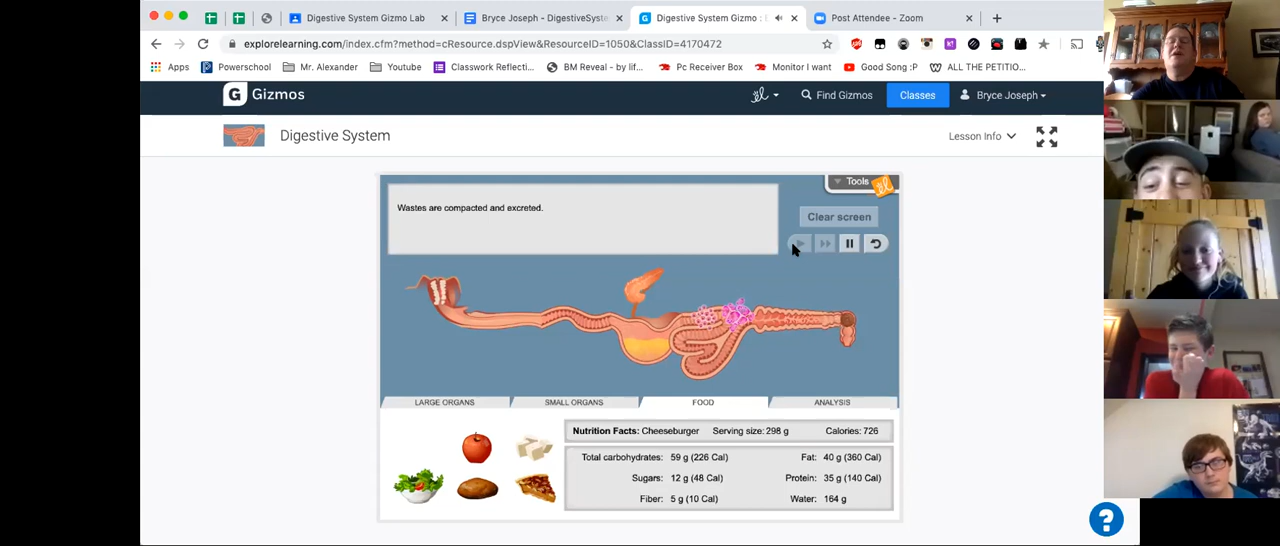 Digestive System Gizmo Lab
Bryce Joseph - DigestiveSyste
Digestive System Gizmo : E
Post Attendee - Zoom
explorelearning.com/index.cfm?method=cResource.dspView&ResourceID=1050&ClassID=4170472
Apps Powerschool Mr. Alexander Youtube Classwork Reflecti... BM Reveal - by lif... Pc Receiver Box Monitor I want Good Song :P ALL THE PETITIO...
G Gizmos Find Gizmos Classes Bryce Joseph
Digestive System Lesson Info
Tools
Wastes are compacted and excreted.
Clear screen
LARGE ORGANS SMALL ORGANS FOOD ANALYSIS
Nutrition Facts: Cheeseburger Serving size: 298 g Calories: 726
Total carbohydrates: 59 g (226 Cal) Fat: 40 g (360 Cal)
Sugars: 12 g (48 Cal) Protein: 35 g (140 Cal)
Fiber: 5 g (10 Cal) Water: 164 g
?